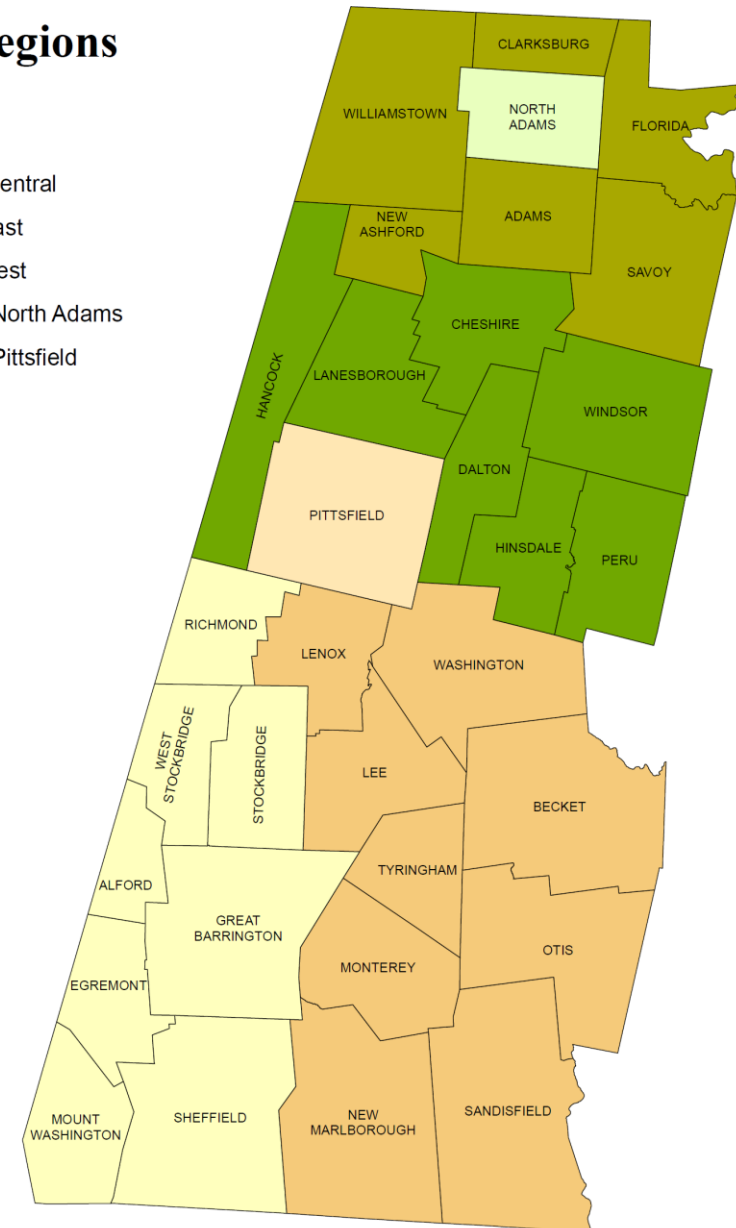 egions
entral
ast
est
North Adams
Pittsfield
CLARKSBURG
WILLIAMSTOWN
NORTH
ADAMS
FLORIDA
NEW
ASHFORD
ADAMS
SAVOY
CHESHIRE
HANCOCK
LANESBOROUGH
WINDSOR
DALTON
PITTSFIELD
HINSDALE
PERU
RICHMOND
LENOX
WASHINGTON
WEST
STOCKBRIDGE
STOCKBRIDGE
LEE
BECKET
TYRINGHAM
ALFORD
GREAT
BARRINGTON
OTIS
MONTEREY
EGREMONT
MOUNT
WASHINGTON
SHEFFIELD
NEW
MARLBOROUGH
SANDISFIELD